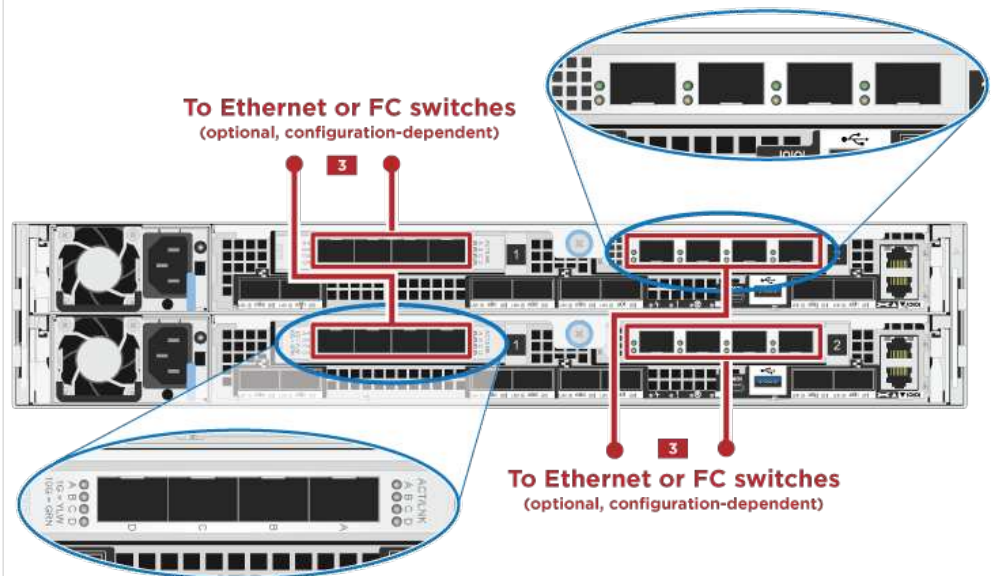 To Ethernet or FC switches
(optional, configuration-dependent)
3
1
1
2
3
To Ethernet or FC switches
(optional, configuration-dependent)
10G = GRN
1G = YLW
A B C D
D C B A
A B C D
ACT/LNK